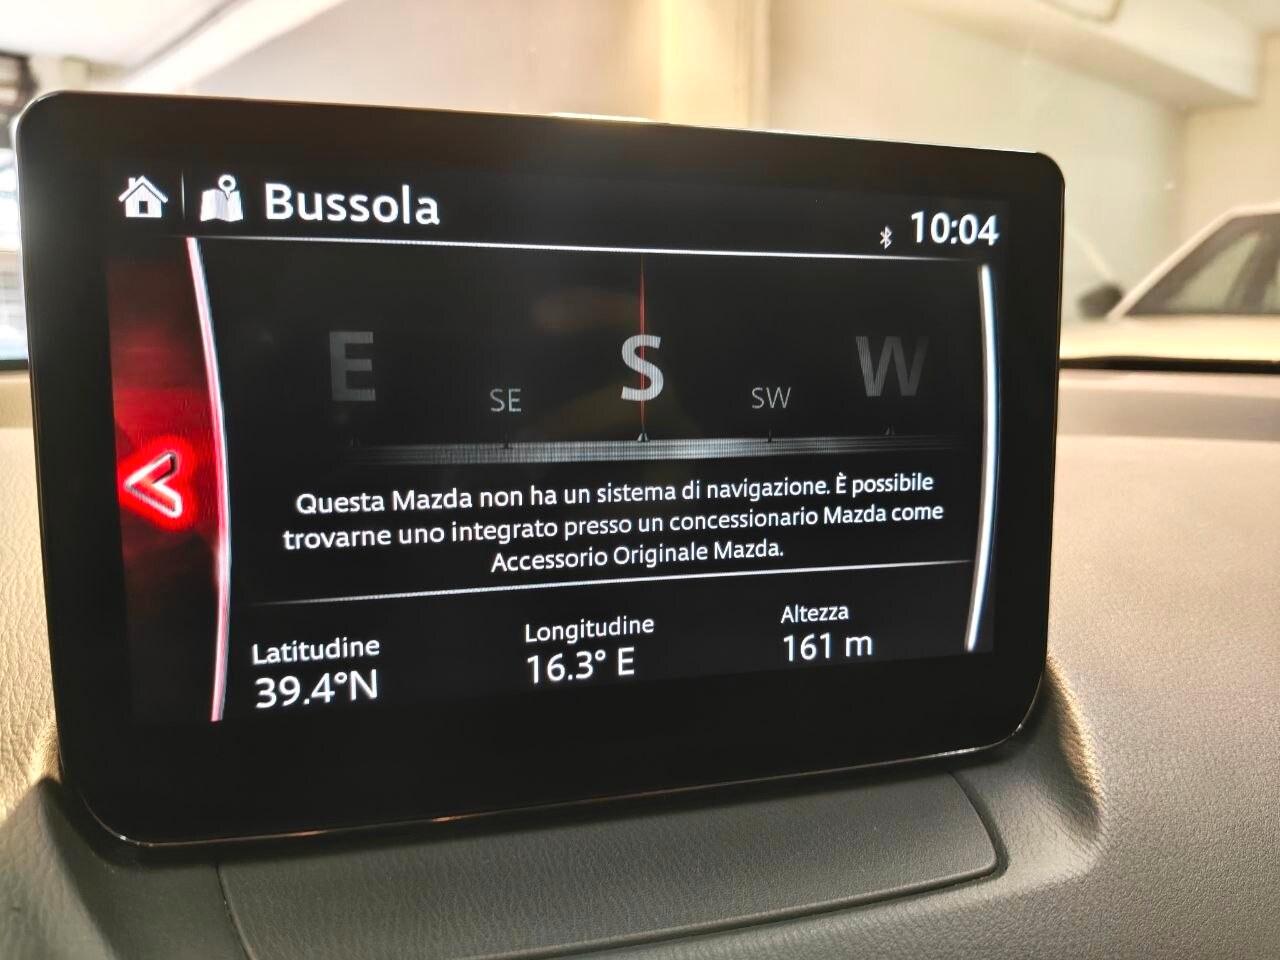 Bussola
10:04
E SE S SW W
Questa Mazda non ha un sistema di navigazione. È possibile
trovarne uno integrato presso un concessionario Mazda come
Accessorio Originale Mazda.
Latitudine
39.4°N
Longitudine
16.3° E
Altezza
161 m